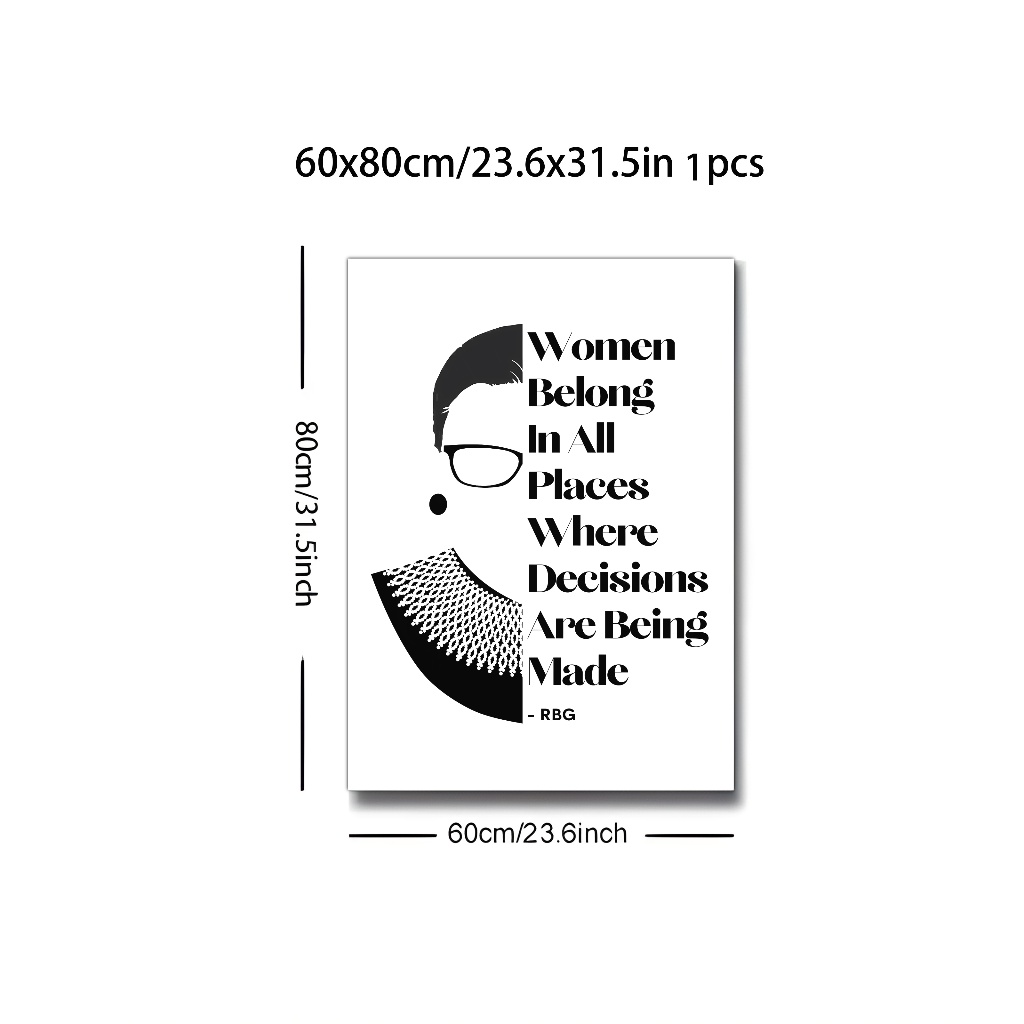 60x80cm/23.6x31.5in 1pcs
80cm/31.5inch
Women
Belong
In All
Places
Where
Decisions
Are Being
Made
- RBG
60cm/23.6inch